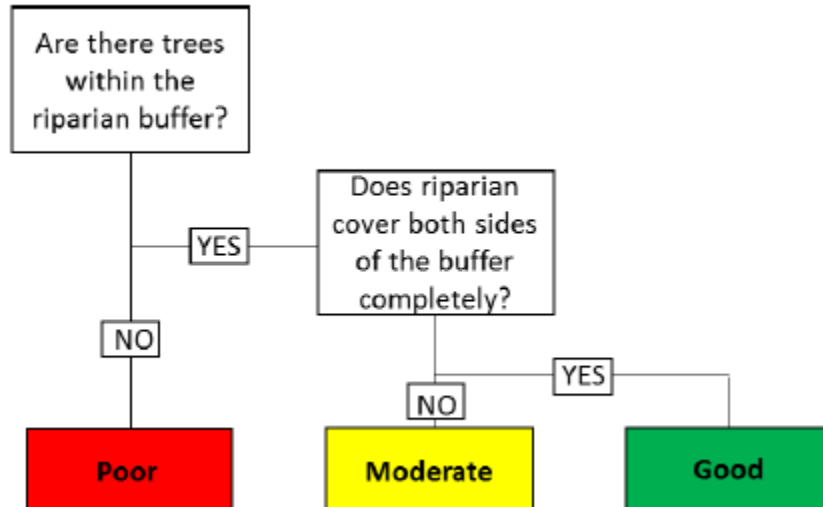 Are there trees
within the
riparian buffer?
Does riparian
cover both sides
of the buffer
completely?
YES
NO
YES
NO
Poor
Moderate
Good